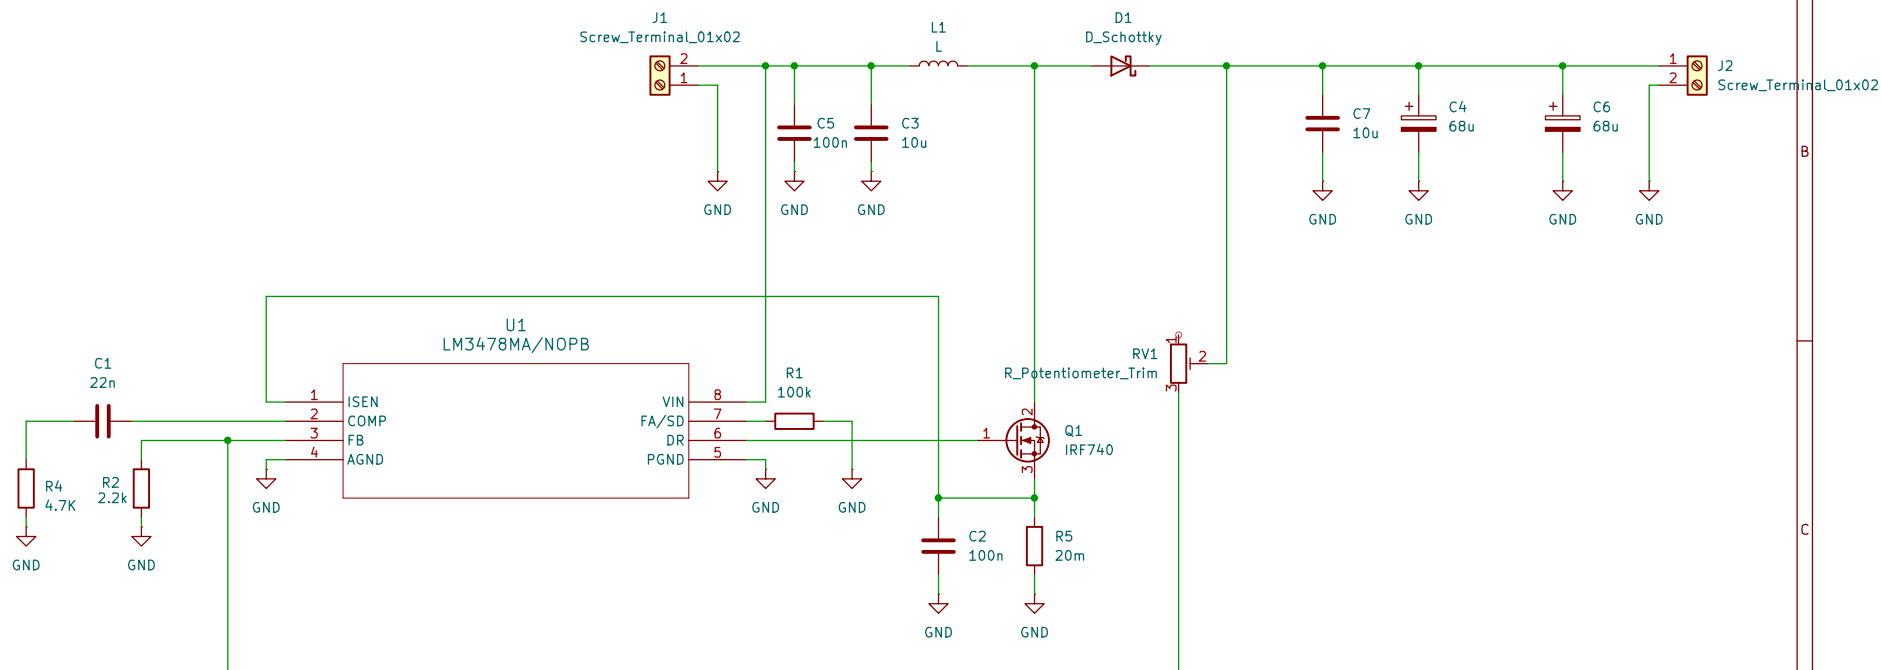 J1
Screw_Terminal_01x02
2
1
L1
L
D1
D_Schottky
1
2
J2
Screw_Terminal_01x02
C5
100n
C3
10u
C7
10u
+
C4
68u
+
C6
68u
B
GND
GND
GND
GND
GND
GND
GND
U1
LM3478MA/NOPB
1
RV1
R_Potentiometer_Trim
2
3
C1
22n
R1
100k
1
ISEN
VIN
8
2
COMP
FA/SD
7
3
FB
DR
6
4
AGND
PGND
5
2
1
3
Q1
IRF740
R4
4.7K
R2
2.2k
GND
GND
GND
GND
GND
C2
100n
R5
20m
C
GND
GND